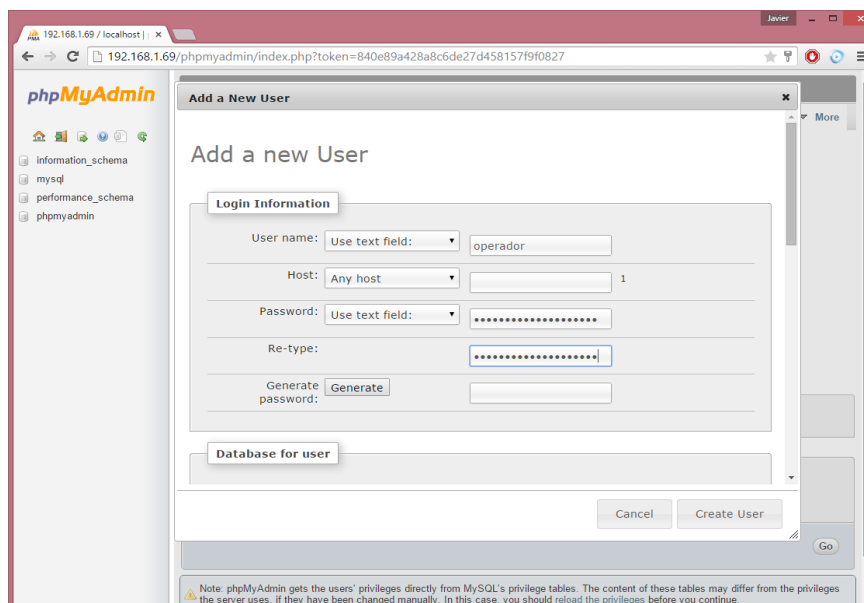 Javier
192.168.1.69 / localhost |
192.168.1.69/phpmyadmin/index.php?token=840e89a428a8c6de27d458157f9f0827
phpMyAdmin
Add a New User
More
information_schema
mysql
performance_schema
phpmyadmin
Add a new User
Login Information
User name: Use text field: operador
Host: Any host 1
Password: Use text field: ••••••••••••••••••••
Re-type: ••••••••••••••••••••
Generate password: Generate
Database for user
Cancel Create User
Go
Note: phpMyAdmin gets the users' privileges directly from MySQL's privilege tables. The content of these tables may differ from the privileges
the server uses, if they have been changed manually. In this case, you should reload the privileges before you continue.